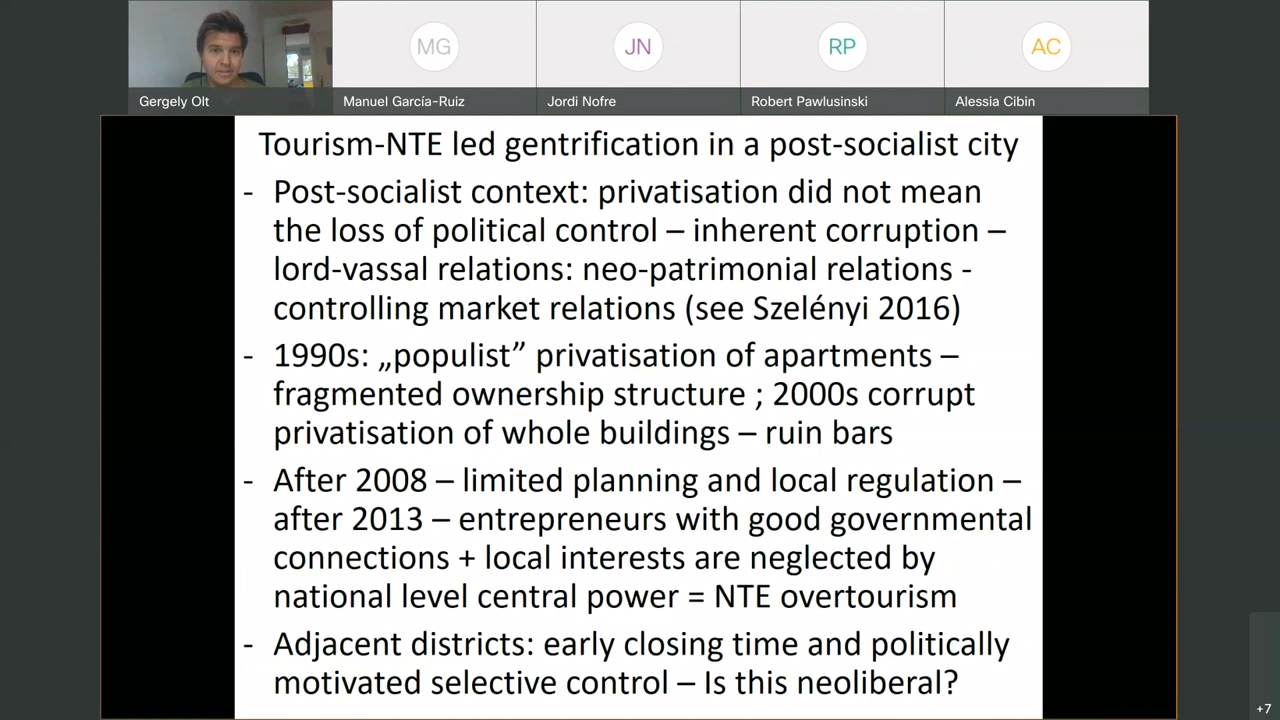 MG
JN
RP
AC
Gergely Olt
Manuel García-Ruiz
Jordi Nofre
Robert Pawlusinski
Alessia Cibin
Tourism-NTE led gentrification in a post-socialist city
- Post-socialist context: privatisation did not mean
the loss of political control – inherent corruption –
lord-vassal relations: neo-patrimonial relations -
controlling market relations (see Szelényi 2016)
- 1990s: „populist” privatisation of apartments –
fragmented ownership structure ; 2000s corrupt
privatisation of whole buildings – ruin bars
- After 2008 – limited planning and local regulation –
after 2013 – entrepreneurs with good governmental
connections + local interests are neglected by
national level central power = NTE overtourism
- Adjacent districts: early closing time and politically
motivated selective control – Is this neoliberal?
+7